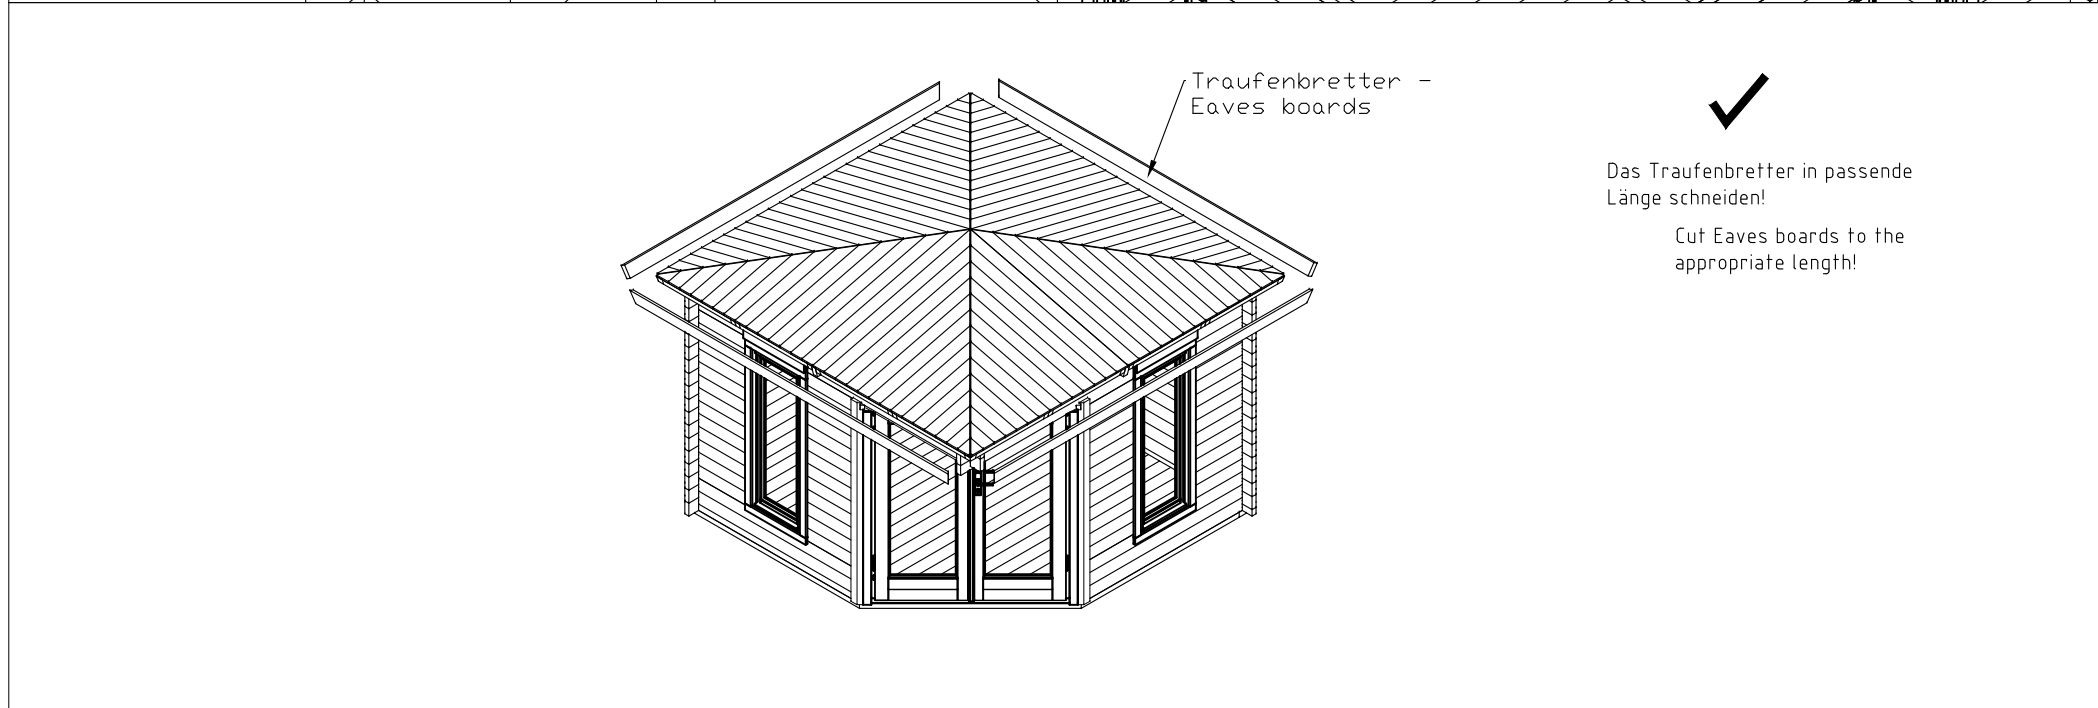 Traufenbretter -
Eaves boards
Das Traufenbretter in passende
Länge schneiden!
Cut Eaves boards to the
appropriate length!